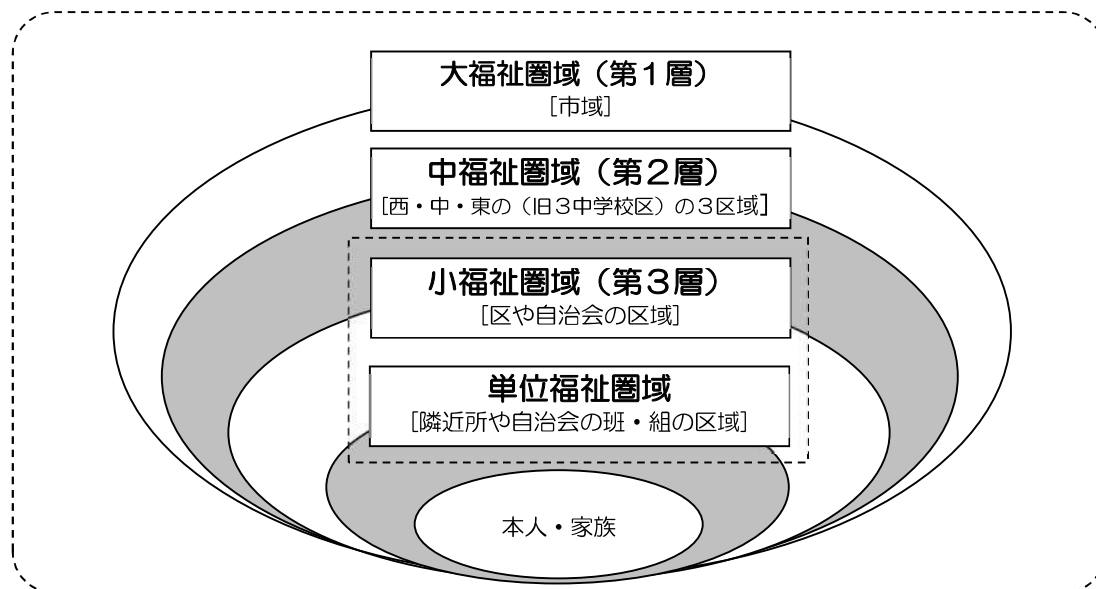 大福祉圏域（第１層）
[市域]
中福祉圏域（第２層）
[西・中・東の（旧３中学校区）の３区域]
小福祉圏域（第３層）
[区や自治会の区域]
単位福祉圏域
[隣近所や自治会の班・組の区域]
本人・家族